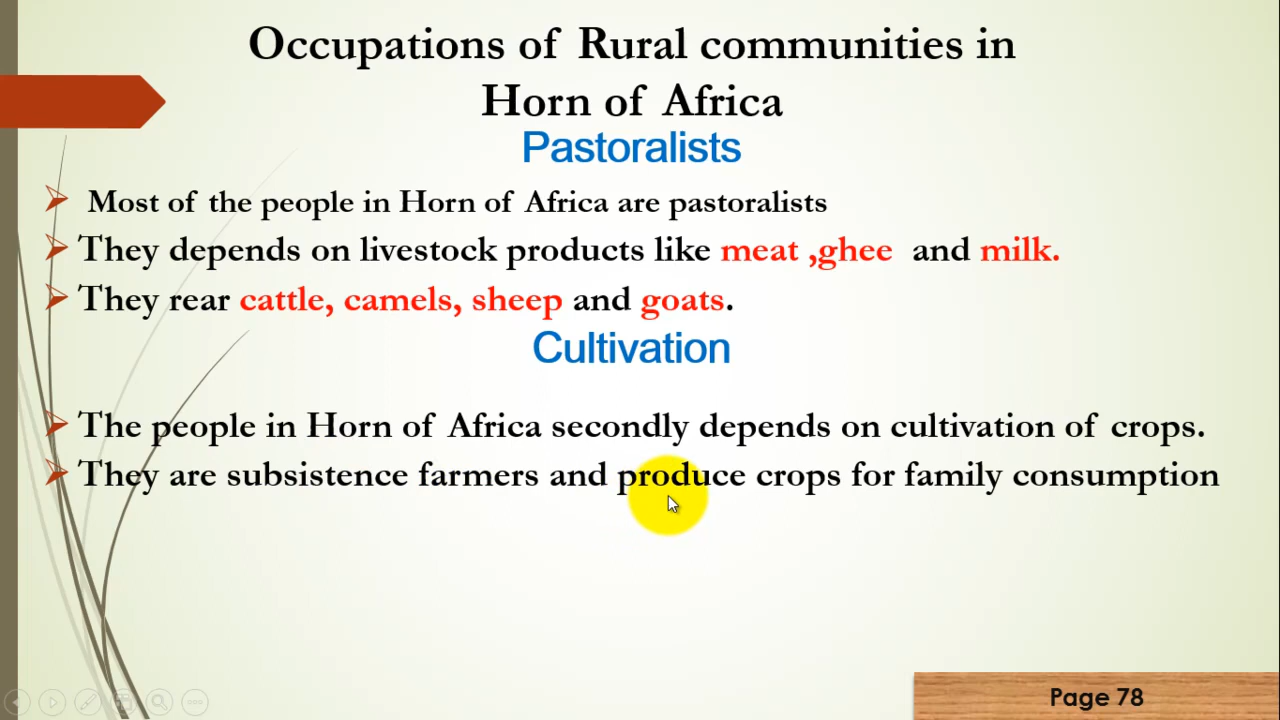 Occupations of Rural communities in
Horn of Africa
Pastoralists
Most of the people in Horn of Africa are pastoralists
They depends on livestock products like meat ,ghee and milk.
They rear cattle, camels, sheep and goats.
Cultivation
The people in Horn of Africa secondly depends on cultivation of crops.
They are subsistence farmers and produce crops for family consumption
Page 78